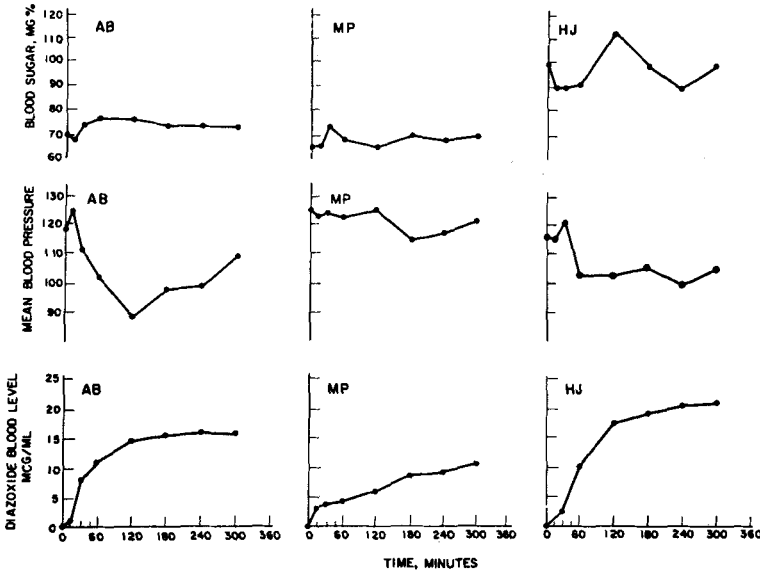 BLOOD SUGAR, MG %
120
110
100
90
80
70
60
AB
MP
HJ
MEAN BLOOD PRESSURE
130
120
110
100
90
AB
MP
DIAZOXIDE BLOOD LEVEL
MCG/ML
25
20
15
10
5
0
AB
MP
HJ
0 60 120 180 240 300 360
0 60 120 180 240 300 360
0 60 120 180 240 300 360
TIME, MINUTES